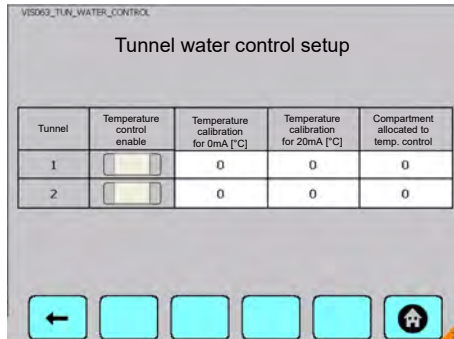 VIS063_TUN_WATER_CONTROL
Tunnel water control setup
Tunnel
Temperature
control
enable
Temperature
calibration
for 0mA [°C]
Temperature
calibration
for 20mA [°C]
Compartment
allocated to
temp. control
1
0
0
0
2
0
0
0